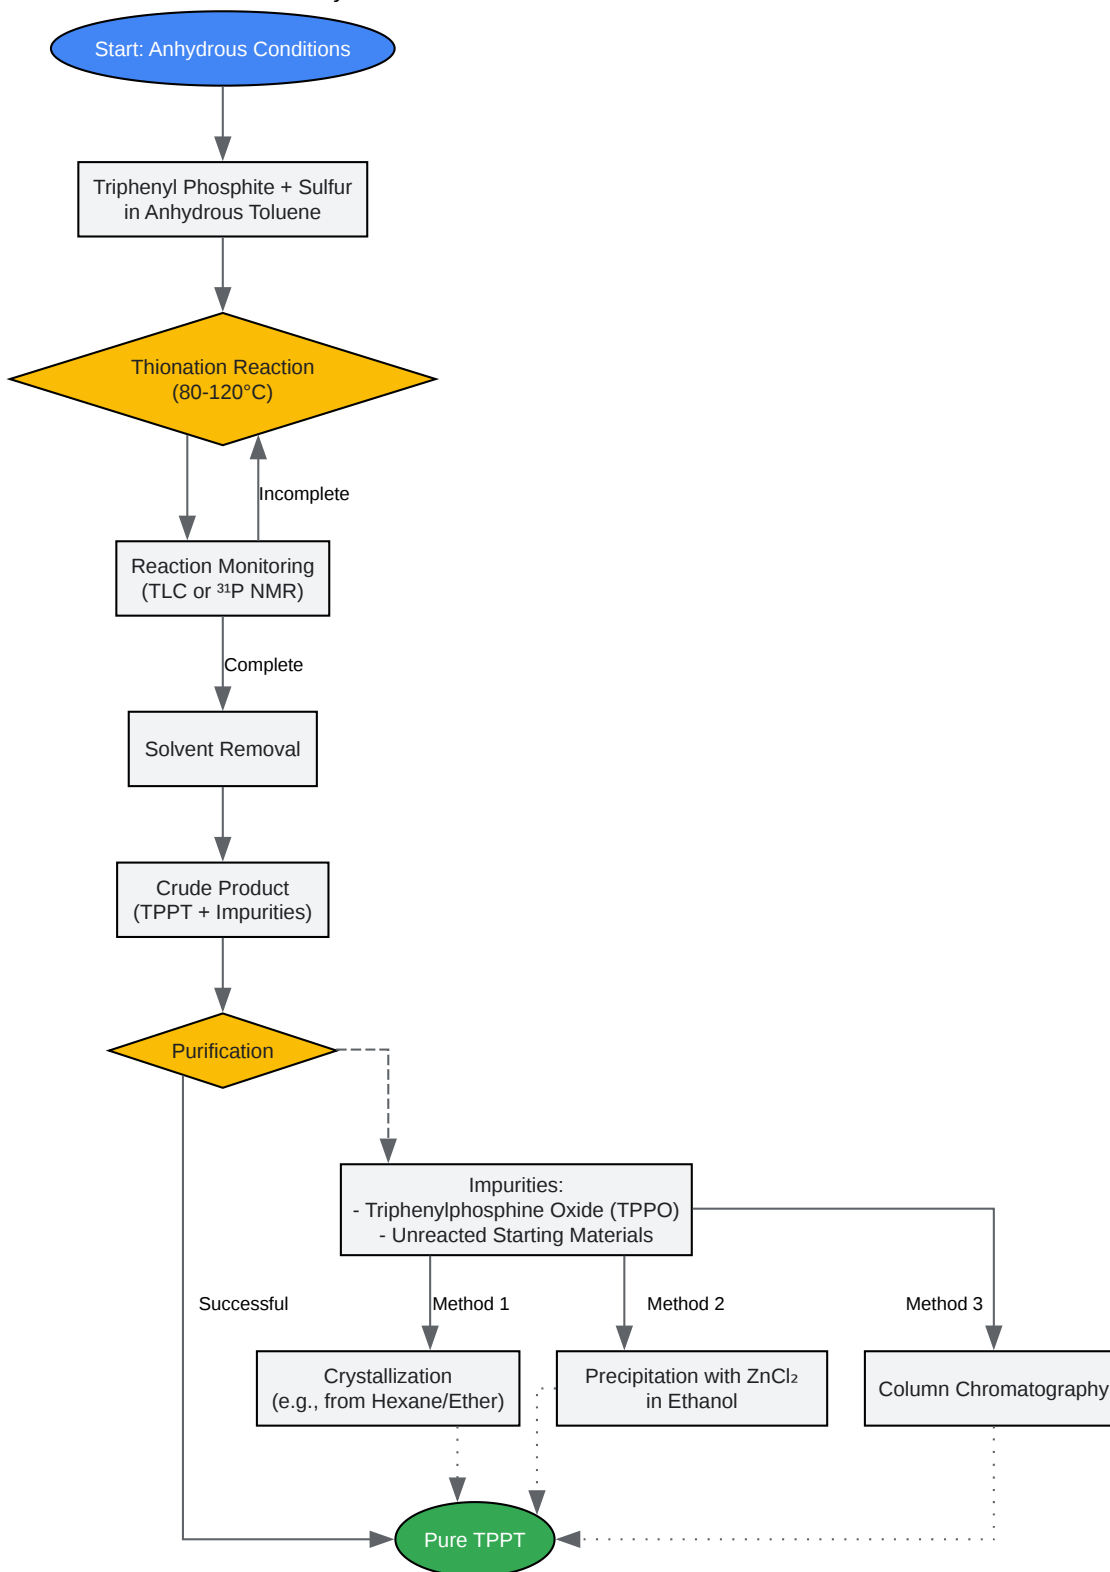 Start: Anhydrous Conditions
Triphenyl Phosphite + Sulfur
in Anhydrous Toluene
Thionation Reaction
(80-120°C)
Incomplete
Reaction Monitoring
(TLC or ³¹P NMR)
Complete
Solvent Removal
Crude Product
(TPPT + Impurities)
Purification
Impurities:
- Triphenylphosphine Oxide (TPPO)
- Unreacted Starting Materials
Successful
Method 1
Method 2
Method 3
Crystallization
(e.g., from Hexane/Ether)
Precipitation with ZnCl₂
in Ethanol
Column Chromatography
Pure TPPT